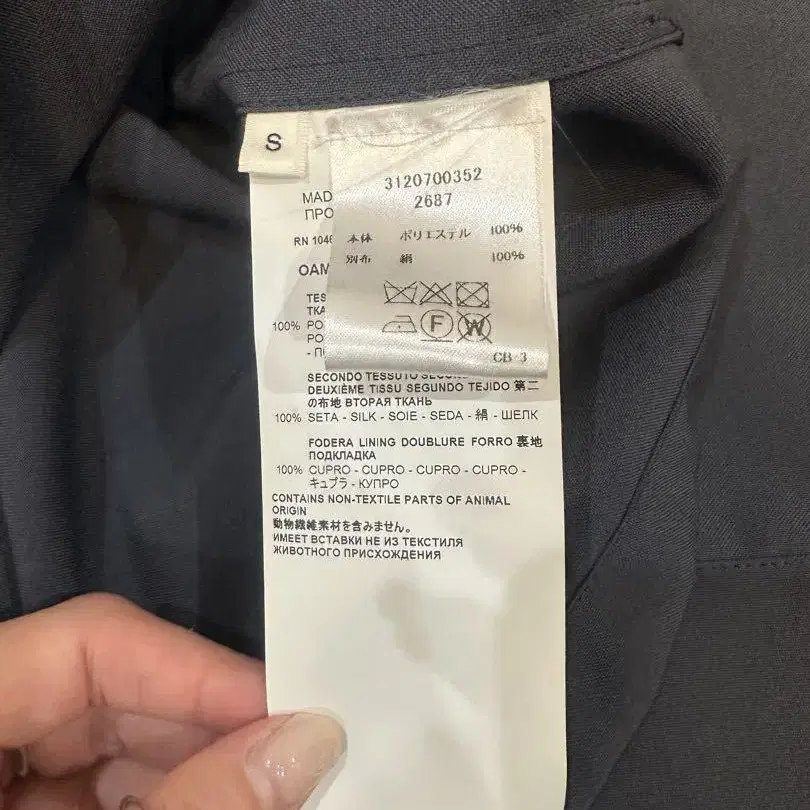 S
3120700352
2687
本体 ポリエステル 100%
別布 絹 100%
F
W
CB-3
MAD
ПРО
RN 1046
OAM
TES
ТКА
100% PO
PO
- П
SECONDO TESSUTO
DEUXIÈME TISSU SEGUNDO TEJIDO 第二
の布地 ВТОРАЯ ТКАНЬ
100% SETA - SILK - SOIE - SEDA - 絹 - ШЕЛК
FODERA LINING DOUBLURE FORRO 裏地
ПОДКЛАДКА
100% CUPRO - CUPRO - CUPRO - CUPRO -
キュプラ - КУПРО
CONTAINS NON-TEXTILE PARTS OF ANIMAL
ORIGIN
動物繊維素材を含みません。
ИМЕЕТ ВСТАВКИ НЕ ИЗ ТЕКСТИЛЯ
ЖИВОТНОГО ПРОИСХОЖДЕНИЯ